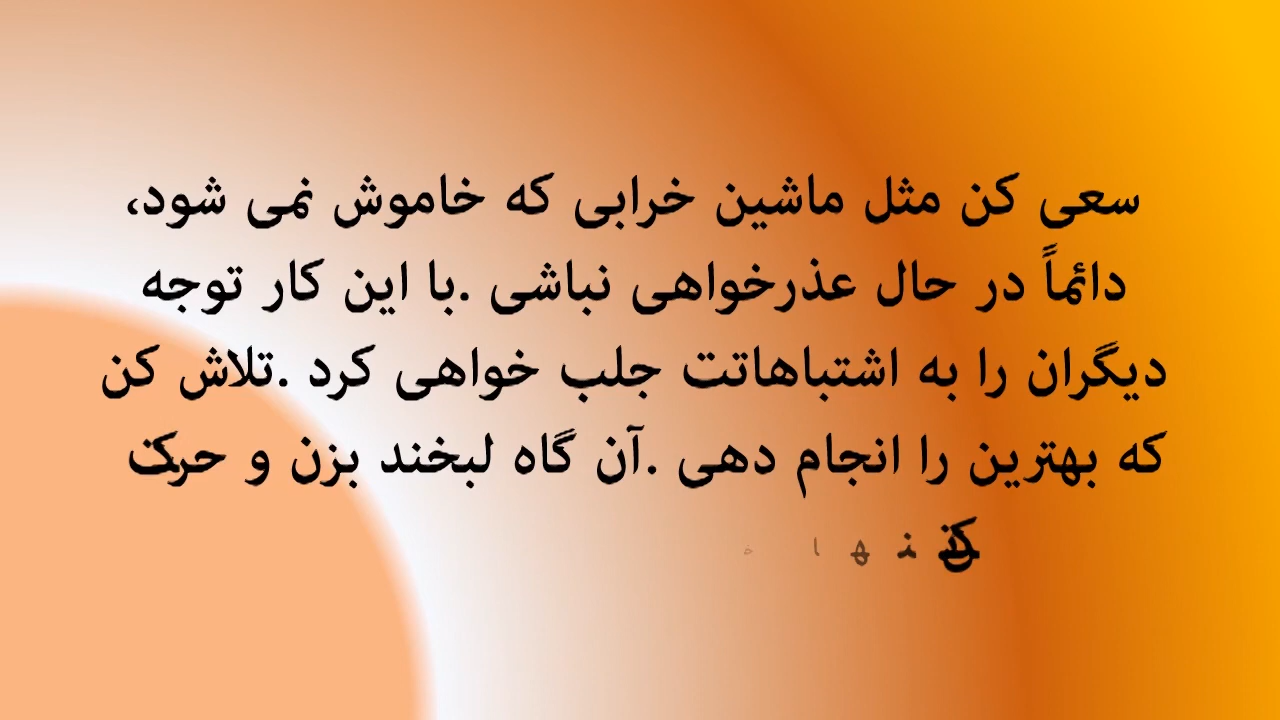 سعی کن مثل ماشین خرابی که خاموش نمی شود،
دائماً در حال عذرخواهی نباشی .با این کار توجه
دیگران را به اشتباهاتت جلب خواهی کرد .تلاش کن
که بهترین را انجام دهی .آن گاه لبخند بزن و حرکت